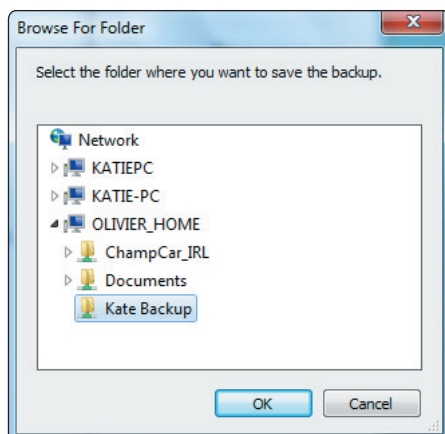 Browse For Folder
Select the folder where you want to save the backup.
Network
KATIEPC
KATIE-PC
OLIVIER_HOME
ChampCar_IRL
Documents
Kate Backup
OK Cancel